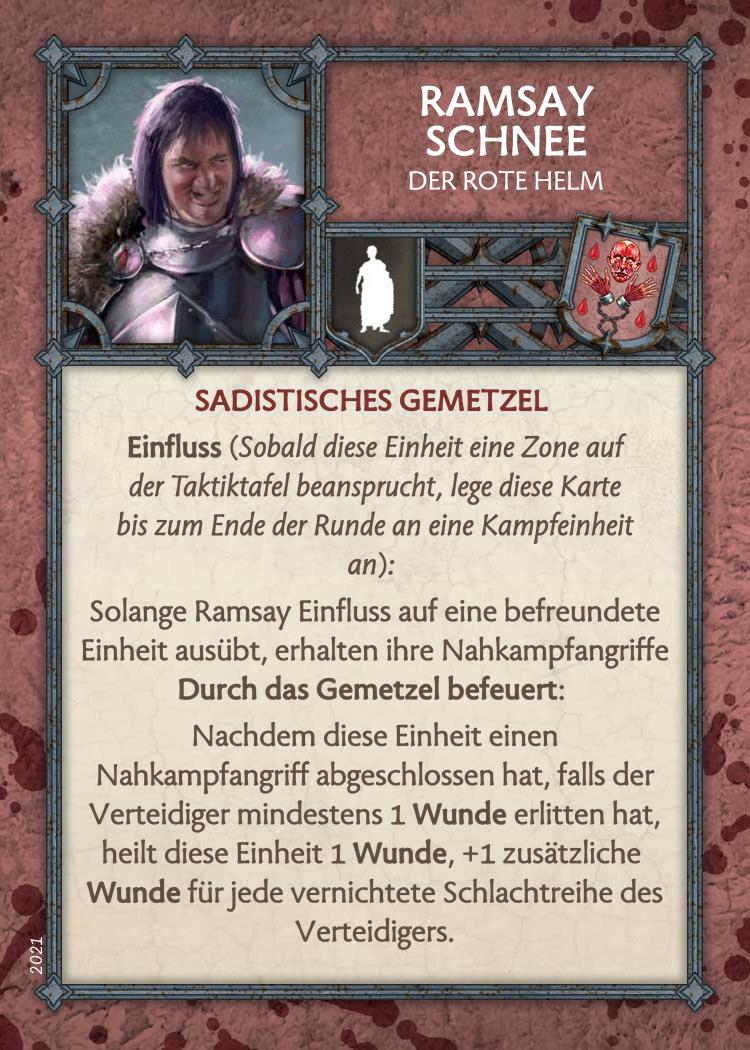 RAMSAY
SCHNEE
DER ROTE HELM
SADISTISCHES GEMETZEL
Einfluss (Sobald diese Einheit eine Zone auf
der Taktiktafel beansprucht, lege diese Karte
bis zum Ende der Runde an eine Kampfeinheit
an):
Solange Ramsay Einfluss auf eine befreundete
Einheit ausübt, erhalten ihre Nahkampfangriffe
Durch das Gemetzel befeuert:
Nachdem diese Einheit einen
Nahkampfangriff abgeschlossen hat, falls der
Verteidiger mindestens 1 Wunde erlitten hat,
heilt diese Einheit 1 Wunde, +1 zusätzliche
Wunde für jede vernichtete Schlachtreihe des
Verteidigers.
2021